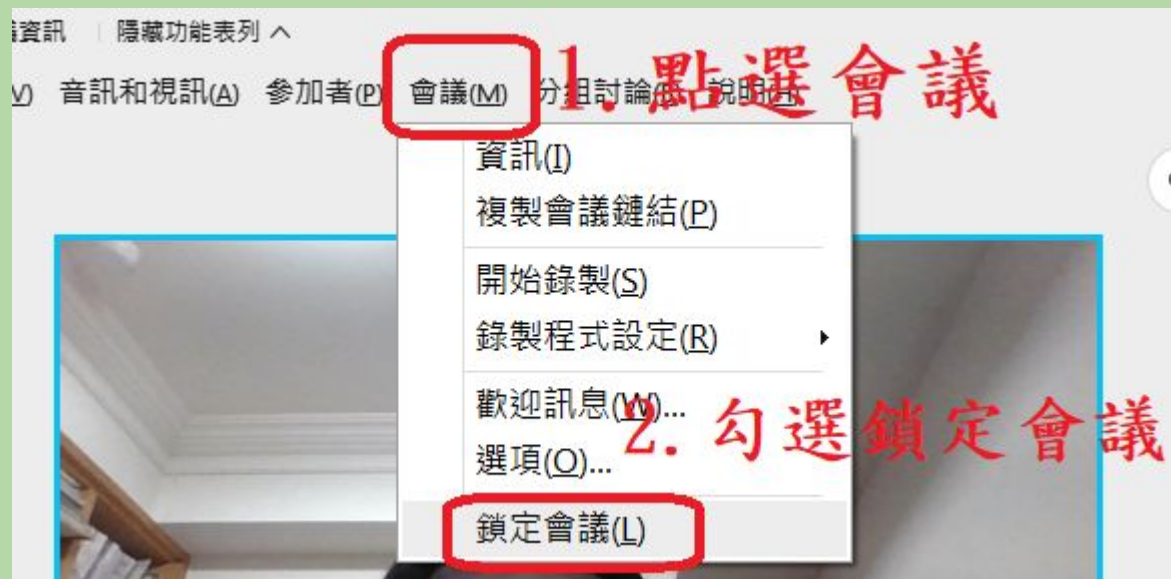 資訊 隱藏功能表列
音訊和視訊(A) 參加者(P) 會議(M) 分組討論 說明
1. 點選會議
資訊(I)
複製會議鏈結(P)
開始錄製(S)
錄製程式設定(R)
歡迎訊息(W)...
2. 勾選鎖定會議
選項(O)...
鎖定會議(L)